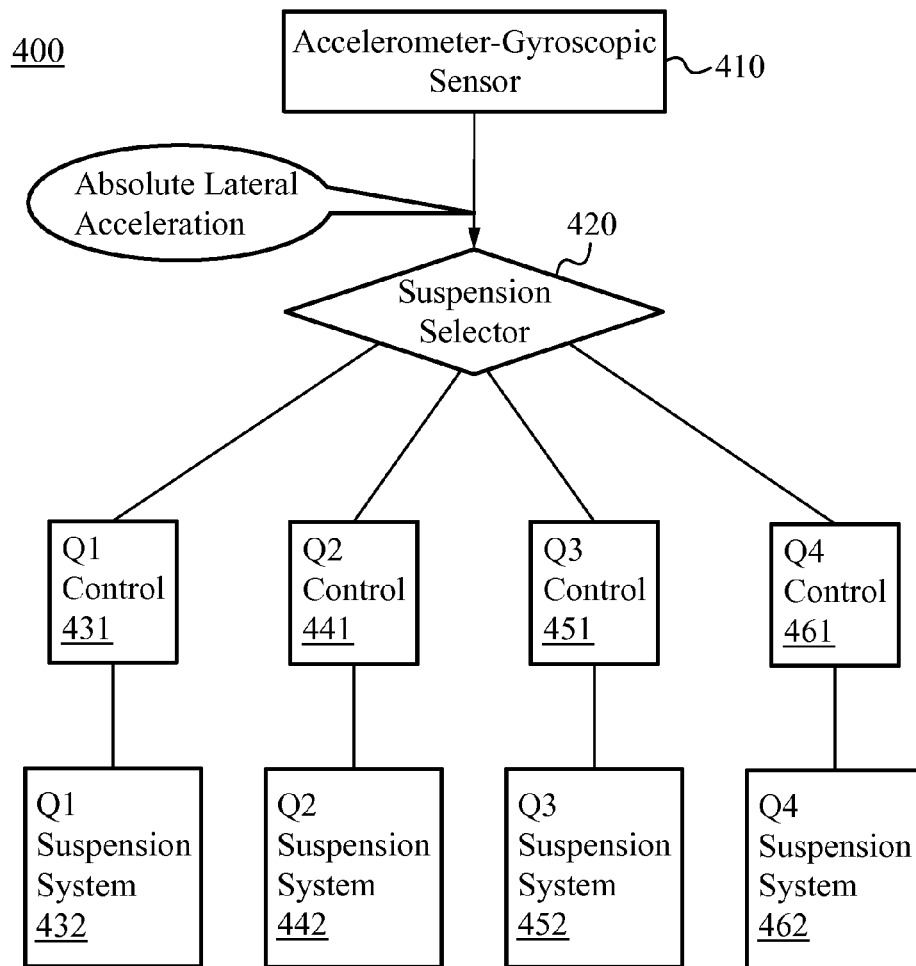 400
Accelerometer-Gyroscopic
Sensor
410
Absolute Lateral
Acceleration
420
Suspension
Selector
Q1
Control
431
Q2
Control
441
Q3
Control
451
Q4
Control
461
Q1
Suspension
System
432
Q2
Suspension
System
442
Q3
Suspension
System
452
Q4
Suspension
System
462